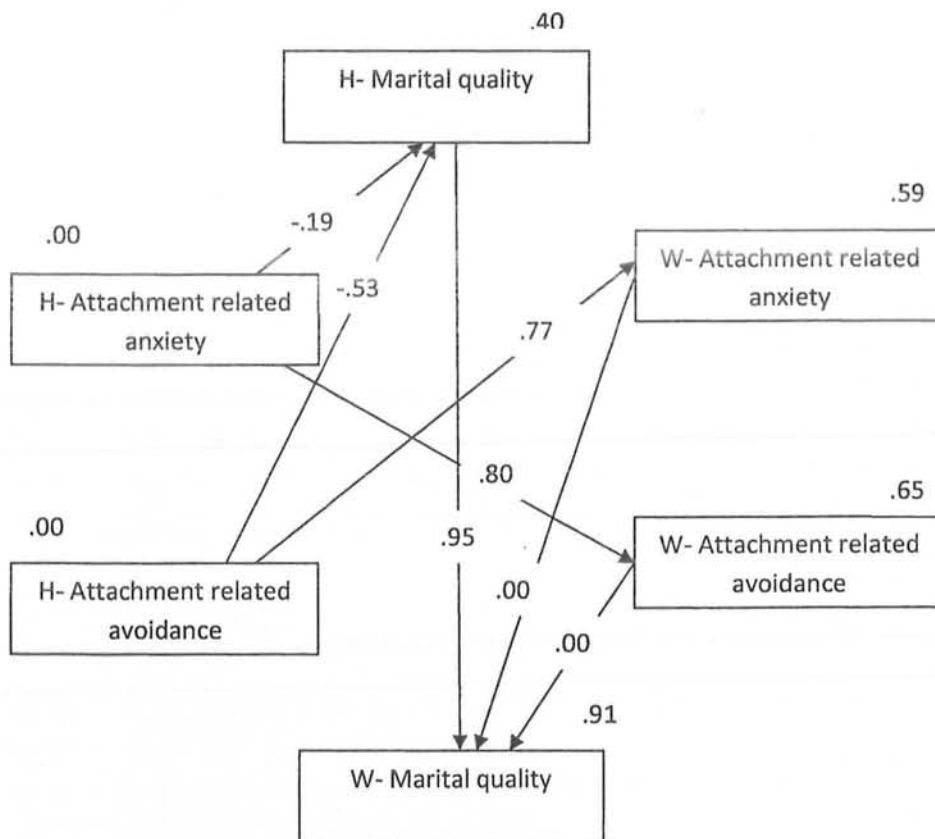 .40
H- Marital quality
.59
-.19
.00
W- Attachment related
anxiety
H- Attachment related
anxiety
-.53
.77
.80
.65
.00
.95
W- Attachment related
avoidance
H- Attachment related
avoidance
.00
.00
.91
W- Marital quality